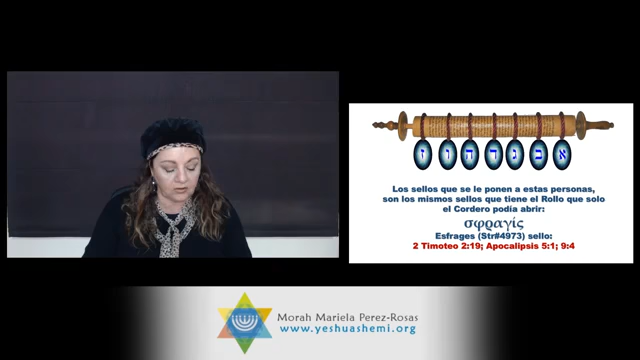 ז ו ה ד ג ב א
Los sellos que se le ponen a estas personas,
son los mismos sellos que tiene el Rollo que solo
el Cordero podía abrir:
σφραγίς
Esfrages (Str#4973) sello:
2 Timoteo 2:19; Apocalipsis 5:1; 9:4
Morah Mariela Perez-Rosas
www.yeshuashemi.org